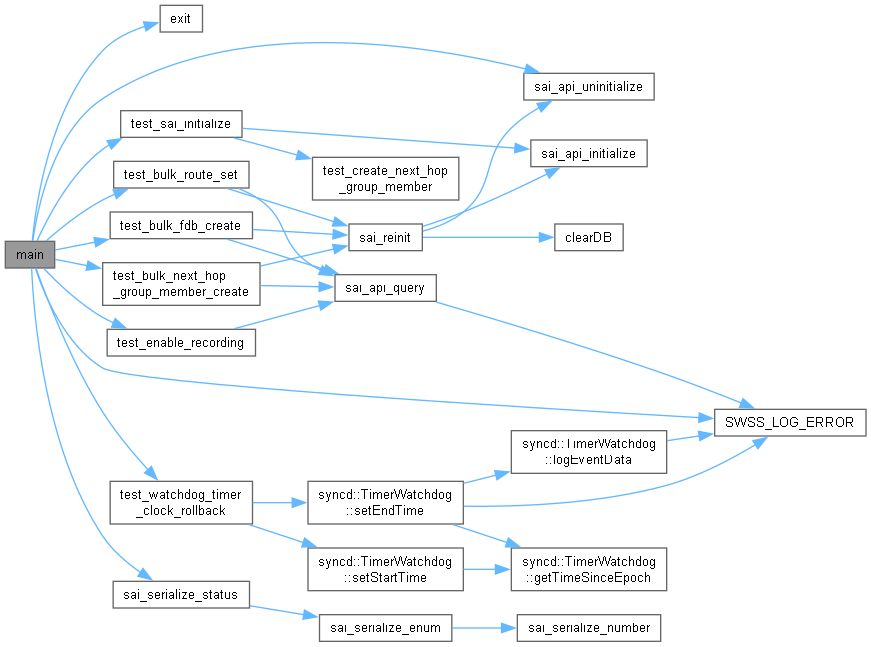 exit
sai_api_uninitialize
test_sai_initialize
sai_api_initialize
test_create_next_hop
_group_member
test_bulk_route_set
test_bulk_fdb_create
sai_reinit
clearDB
main
test_bulk_next_hop
_group_member_create
sai_api_query
test_enable_recording
SWSS_LOG_ERROR
syncd::TimerWatchdog
::logEventData
test_watchdog_timer
_clock_rollback
syncd::TimerWatchdog
::setEndTime
syncd::TimerWatchdog
::setStartTime
syncd::TimerWatchdog
::getTimeSinceEpoch
sai_serialize_status
sai_serialize_enum
sai_serialize_number